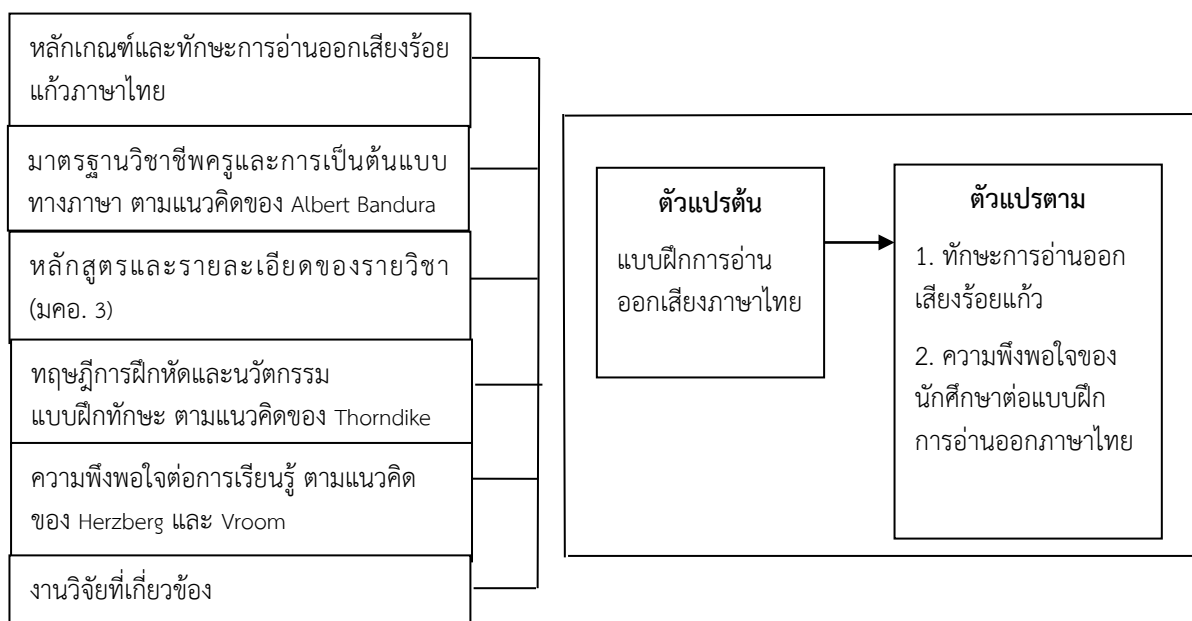 หลักเกณฑ์และทักษะการอ่านออกเสียงร้อย
แก้วภาษาไทย
มาตรฐานวิชาชีพครูและการเป็นต้นแบบ
ทางภาษา ตามแนวคิดของ Albert Bandura
หลักสูตรและรายละเอียดของรายวิชา
(มคอ. 3)
ทฤษฎีการฝึกหัดและนวัตกรรม
แบบฝึกทักษะ ตามแนวคิดของ Thorndike
ความพึงพอใจต่อการเรียนรู้ ตามแนวคิด
ของ Herzberg และ Vroom
งานวิจัยที่เกี่ยวข้อง
ตัวแปรต้น
แบบฝึกการอ่าน
ออกเสียงภาษาไทย
ตัวแปรตาม
1. ทักษะการอ่านออก
เสียงร้อยแก้ว
2. ความพึงพอใจของ
นักศึกษาต่อแบบฝึก
การอ่านออกภาษาไทย